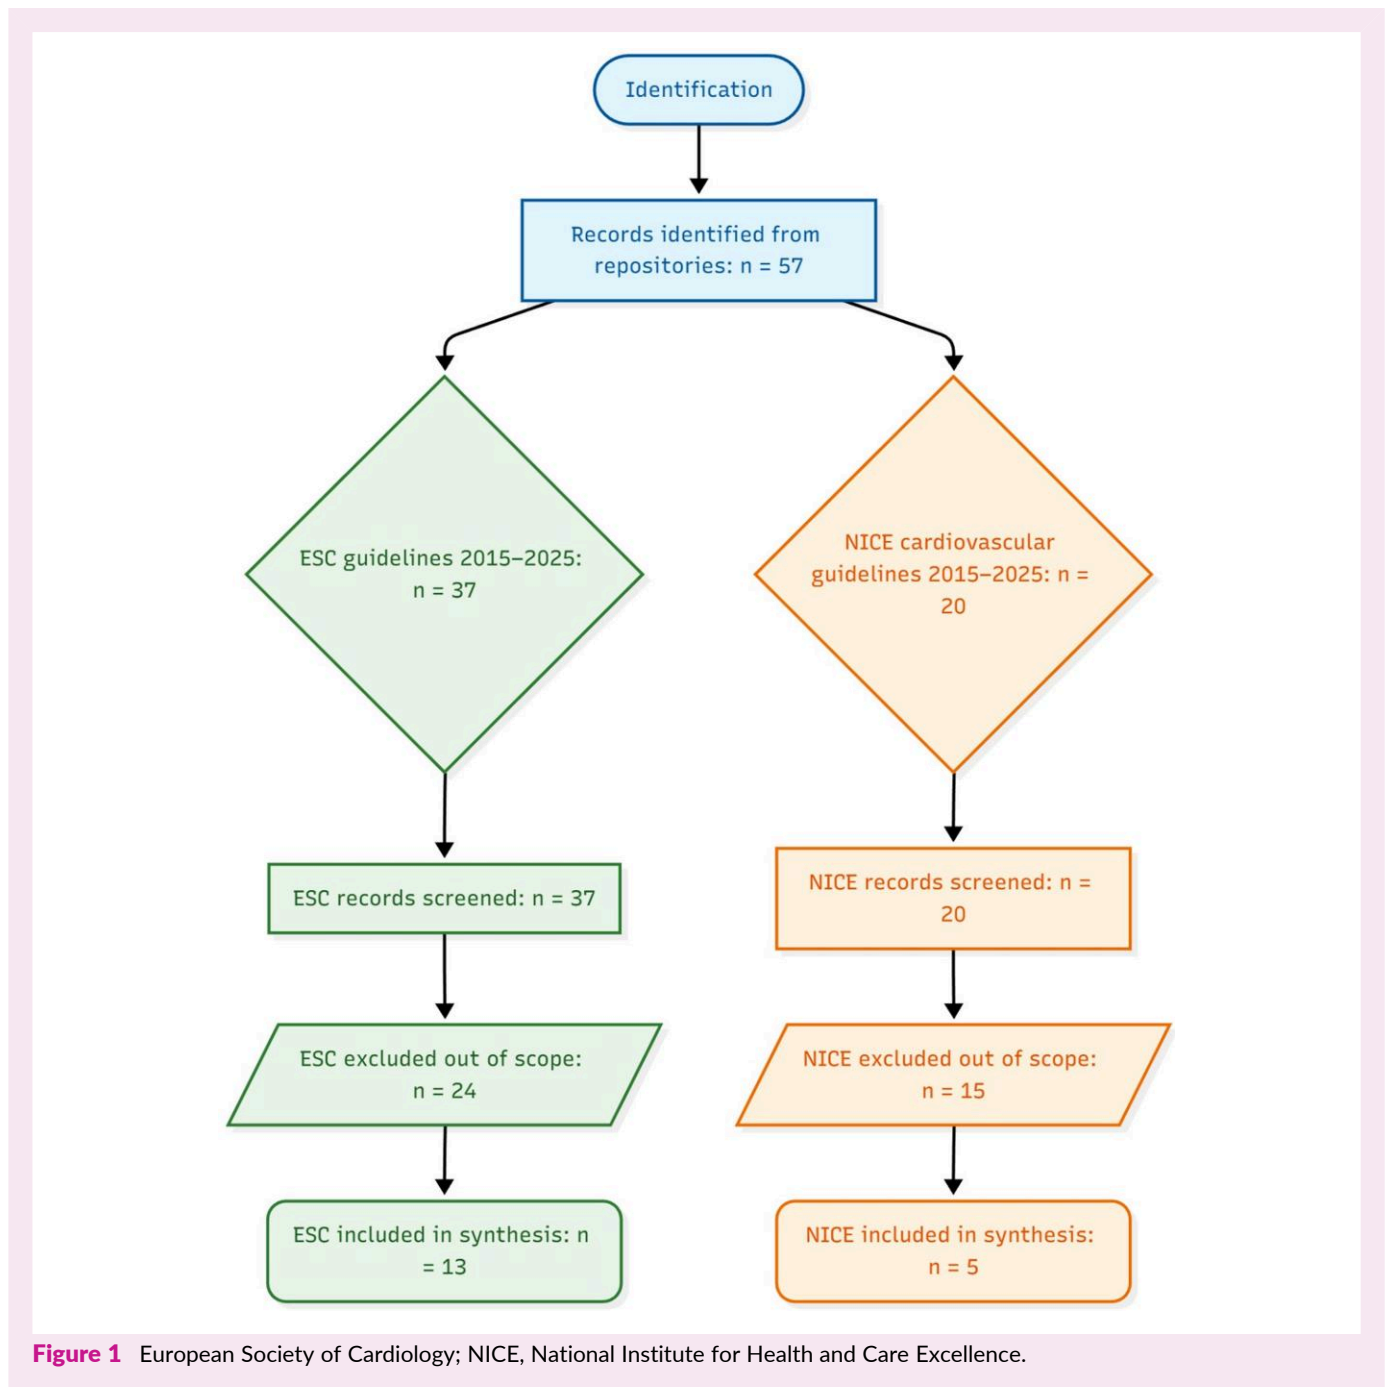 Identification
Records identified from
repositories: n = 57
ESC guidelines 2015–2025:
n = 37
NICE cardiovascular
guidelines 2015–2025: n =
20
ESC records screened: n = 37
NICE records screened: n =
20
ESC excluded out of scope:
n = 24
NICE excluded out of scope:
n = 15
ESC included in synthesis: n
= 13
NICE included in synthesis:
n = 5
Figure 1 European Society of Cardiology; NICE, National Institute for Health and Care Excellence.